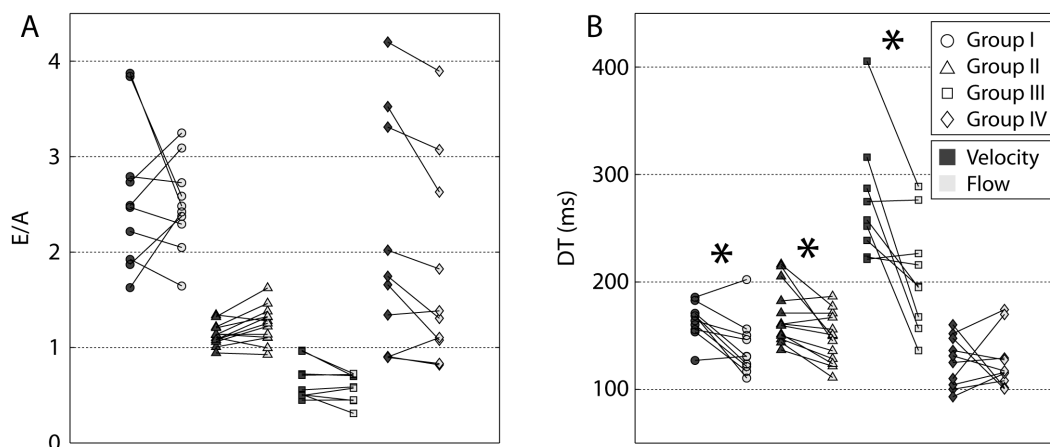 A
E/A
4
3
2
1
0
B
DT (ms)
400
300
200
100
*
*
*
Group I
Group II
Group III
Group IV
Velocity
Flow